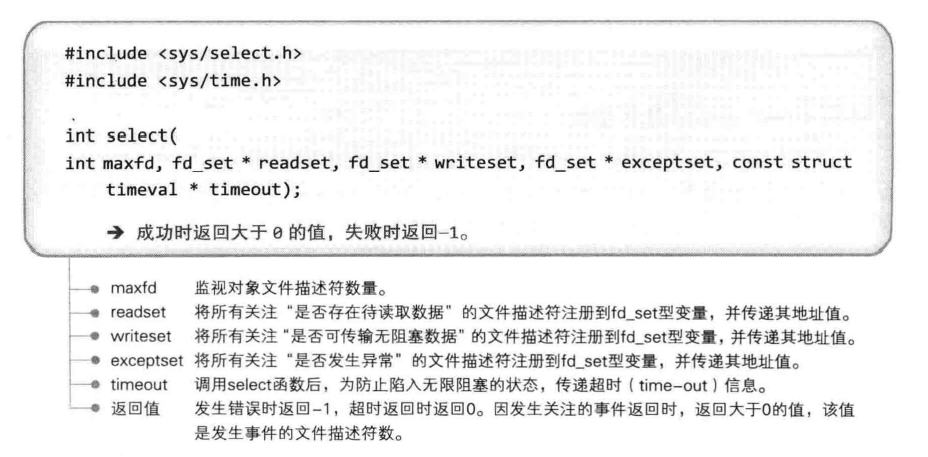 #include <sys/select.h>
#include <sys/time.h>
int select(
int maxfd, fd_set * readset, fd_set * writeset, fd_set * exceptset, const struct
timeval * timeout);
→ 成功时返回大于 0 的值，失败时返回–1。
maxfd 监视对象文件描述符数量。
readset 将所有关注“是否存在待读取数据”的文件描述符注册到fd_set型变量，并传递其地址值。
writeset 将所有关注“是否可传输无阻塞数据”的文件描述符注册到fd_set型变量，并传递其地址值。
exceptset 将所有关注“是否发生异常”的文件描述符注册到fd_set型变量，并传递其地址值。
timeout 调用select函数后，为防止陷入无限阻塞的状态，传递超时（time–out）信息。
返回值 发生错误时返回–1，超时返回时返回0。因发生关注的事件返回时，返回大于0的值，该值
是发生事件的文件描述符数。